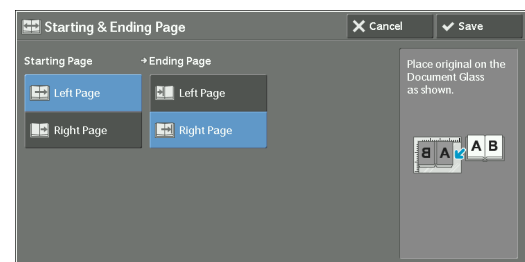 Starting & Ending Page
Cancel
Save
Starting Page
Ending Page
Left Page
Left Page
Right Page
Right Page
Place original on the
Document Glass
as shown.
B A
A B